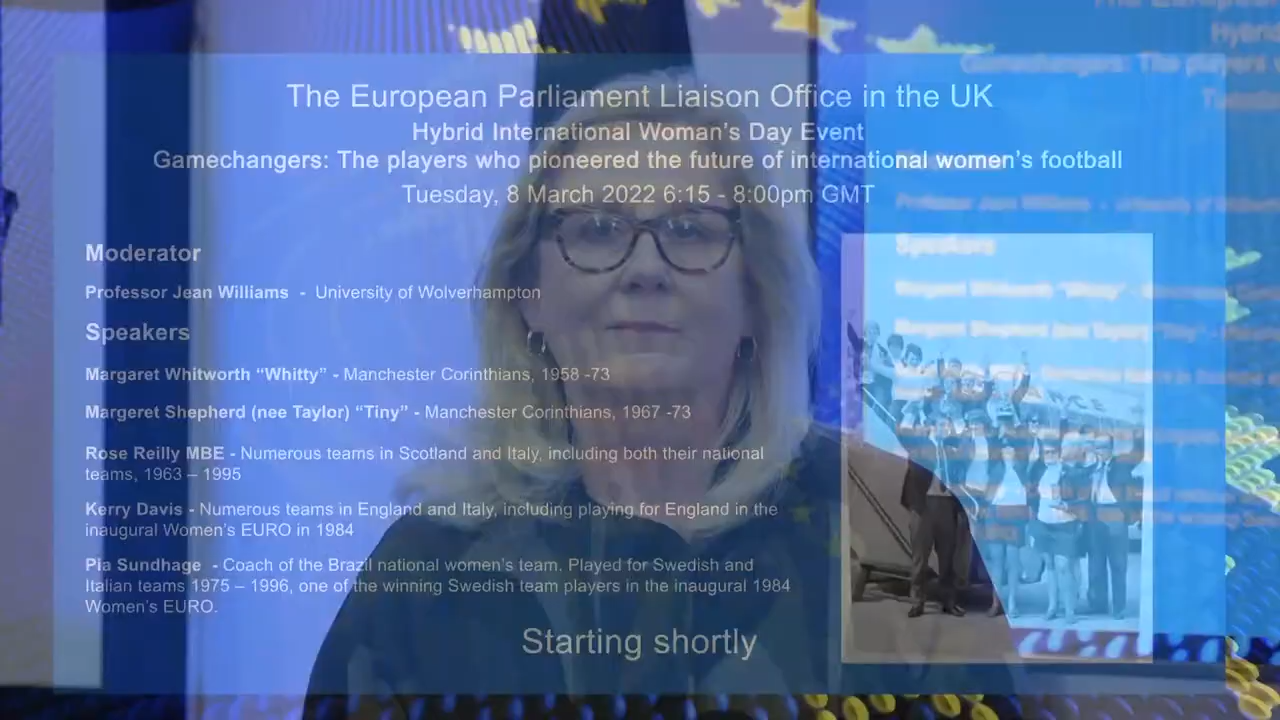 The European Parliament Liaison Office in the UK
Hybrid International Woman's Day Event
Gamechangers: The players who pioneered the future of international women's football
Tuesday, 8 March 2022 6:15 - 8:00pm GMT
Moderator
Professor Jean Williams - University of Wolverhampton
Speakers
Margaret Whitworth “Whitty” - Manchester Corinthians, 1958 -73
Margeret Shepherd (nee Taylor) “Tiny” - Manchester Corinthians, 1967 -73
Rose Reilly MBE - Numerous teams in Scotland and Italy, including both their national
teams, 1963 – 1995
Kerry Davis - Numerous teams in England and Italy, including playing for England in the
inaugural Women's EURO in 1984
Pia Sundhage - Coach of the Brazil national women's team. Played for Swedish and
Italian teams 1975 – 1996, one of the winning Swedish team players in the inaugural 1984
Women's EURO.
Starting shortly